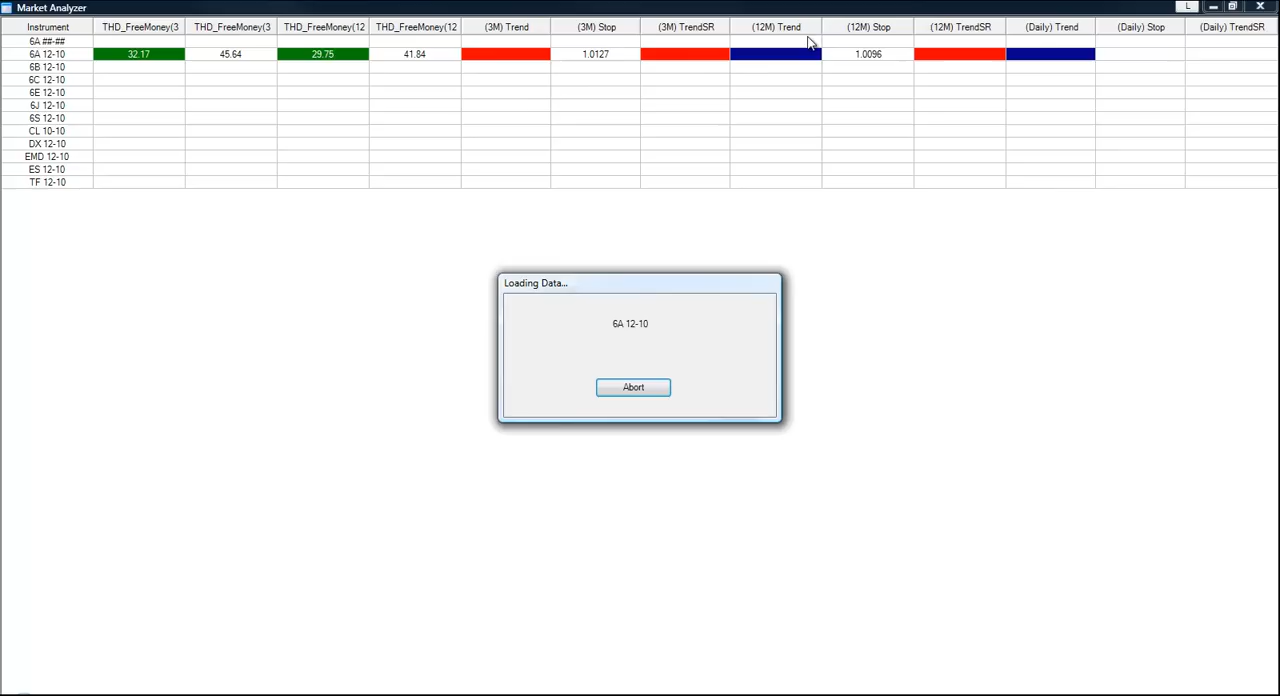 Market Analyzer L
Instrument THD_FreeMoney(3 THD_FreeMoney(3 THD_FreeMoney(12 THD_FreeMoney(12 (3M) Trend (3M) Stop (3M) TrendSR (12M) Trend (12M) Stop (12M) TrendSR (Daily) Trend (Daily) Stop (Daily) TrendSR
6A ##-##
6A 12-10 32.17 45.64 29.75 41.84 1.0127 1.0096
6B 12-10
6C 12-10
6E 12-10
6J 12-10
6S 12-10
CL 10-10
DX 12-10
EMD 12-10
ES 12-10
TF 12-10
Loading Data...
6A 12-10
Abort